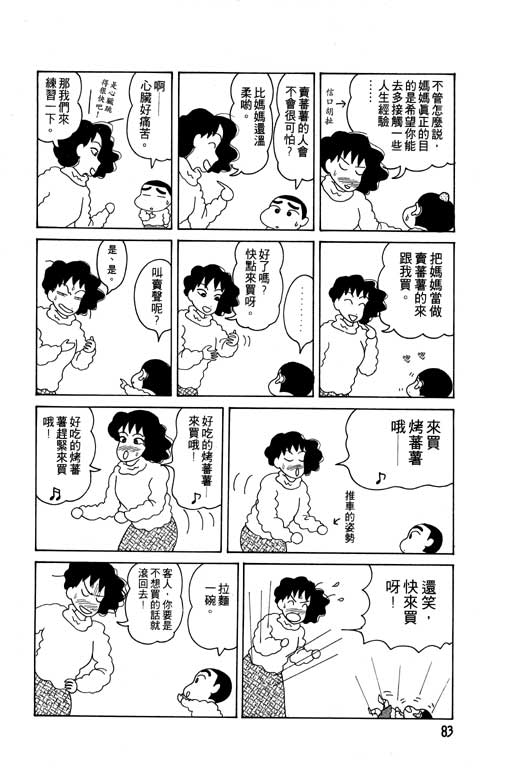 不管怎麼說，
媽媽眞正的目
的是希望你能
去多接觸一些
人生經驗
……
信口胡扯
賣蕃薯的人會
不會很可怕？
比媽媽還溫
柔喲。
啊——
心臟好痛苦。
是心臟跳
得很快吧！
那我們來
練習一下。
把媽媽當做
賣蕃薯的來
跟我買。
嘿嘿
………
好了嗎？
快點來買呀。
叫賣聲呢？
是、是。
來買
烤蕃薯——
哦！
推車的姿勢
好吃的烤蕃薯——
來買哦！
好吃的烤蕃
薯趕緊來買
哦！
還笑，
快來買
呀！
拉麵
一碗。
客人，你要是
不想買的話就
滾回去！
83